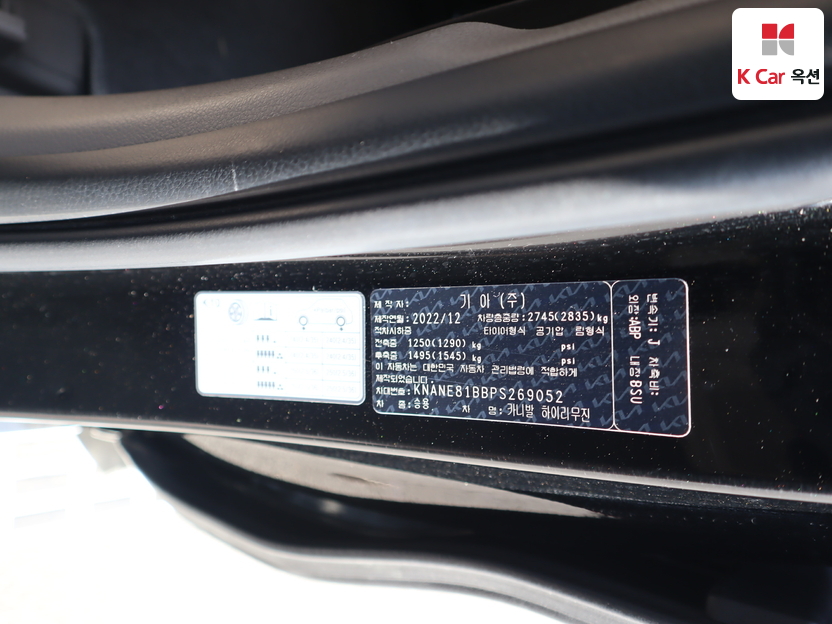 K Car 옥션
제 작 자 : 기 아 (주)
제작연월 : 2022/12 차량총중량 : 2745(2835)kg
적차시하중 타이어형식 공기압 림형식
전축중 1250(1290) kg psi
후축중 1495(1545) kg psi
이 자동차는 대한민국 자동차 관리법령에 적합하게
제작되었습니다.
차대번호 : KNANE81BBPS269052
차 종 : 승용 차 명 : 카니발 하이리무진
변속기 : J 차축비 :
외장:ABP 내장:BSU